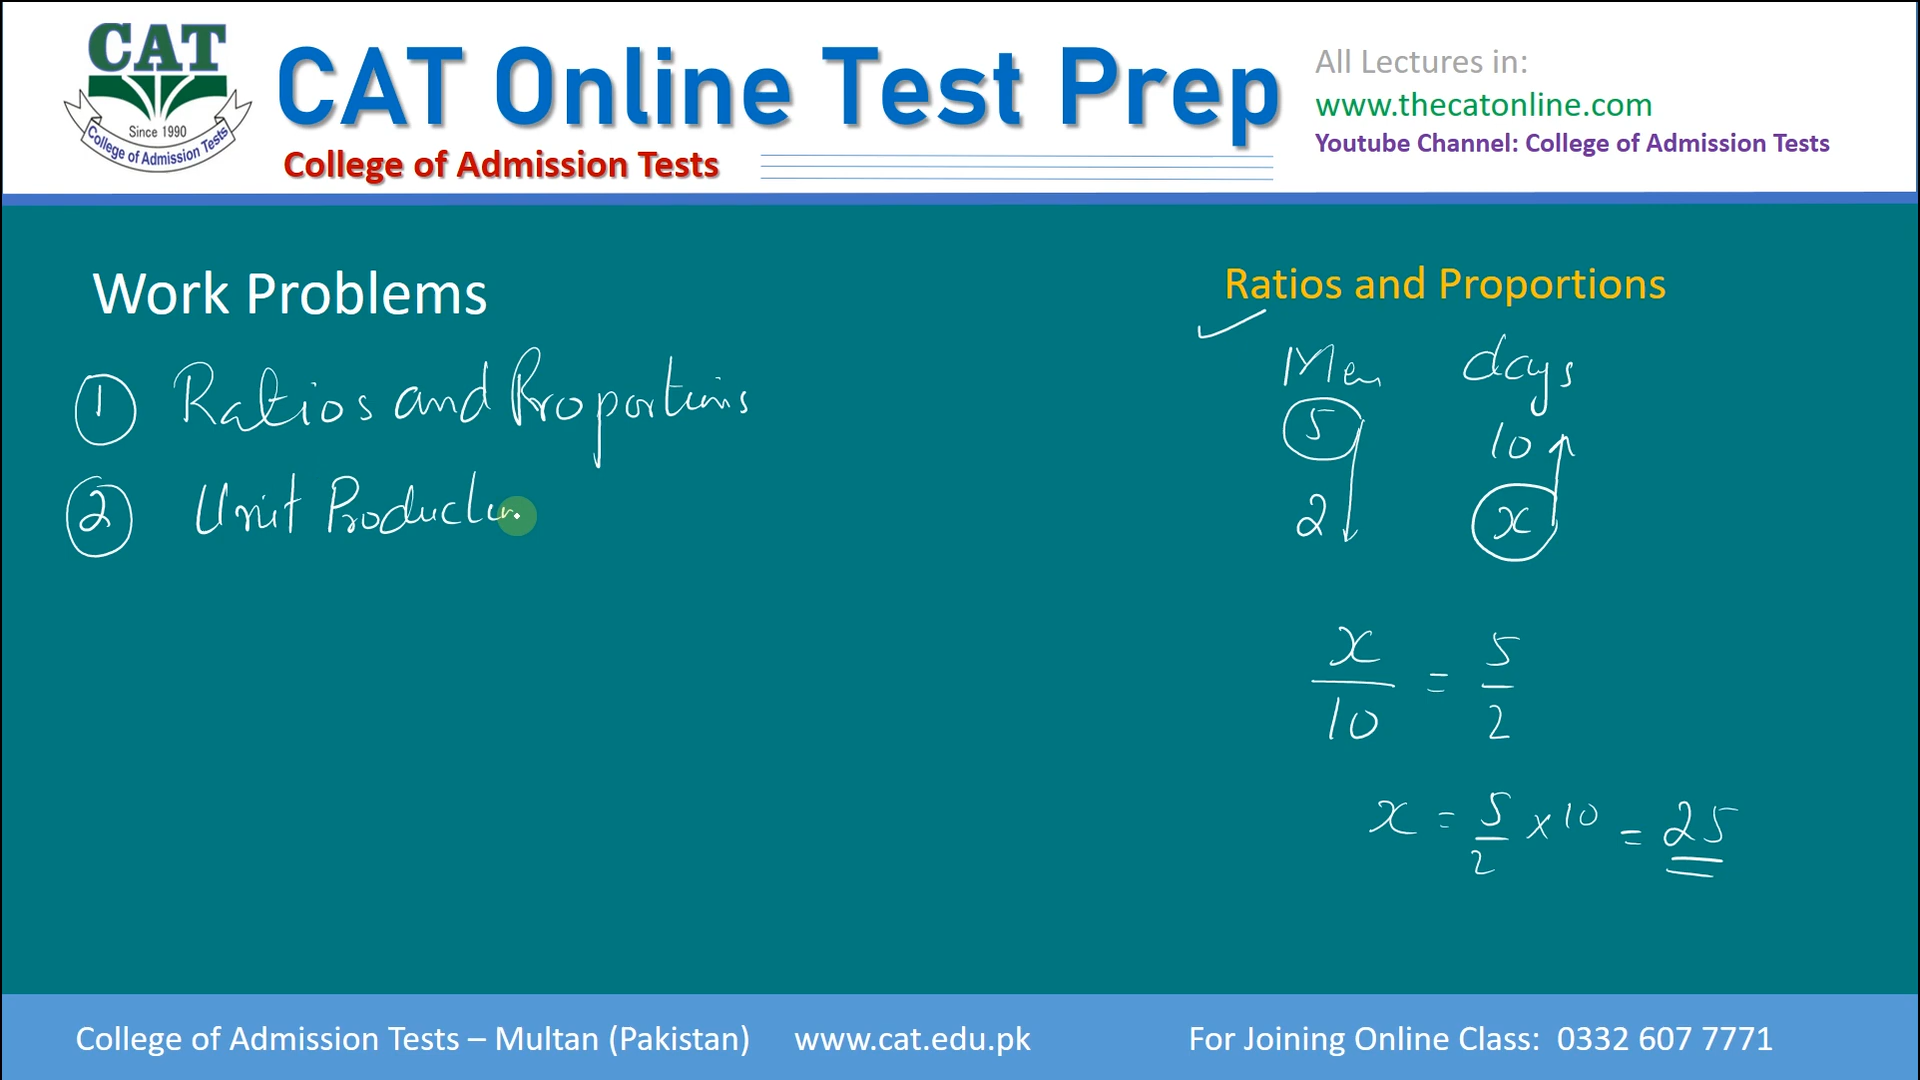 CAT
Since 1990
College of Admission Tests
CAT Online Test Prep
College of Admission Tests
All Lectures in:
www.thecatonline.com
Youtube Channel: College of Admission Tests
Work Problems
1 Ratios and Proportions
2 Unit
Ratios and Proportions
Men days
5 10
2 x
x/10 = 5/2
x = 5/2 × 10 = 25
College of Admission Tests – Multan (Pakistan) www.cat.edu.pk For Joining Online Class: 0332 607 7771